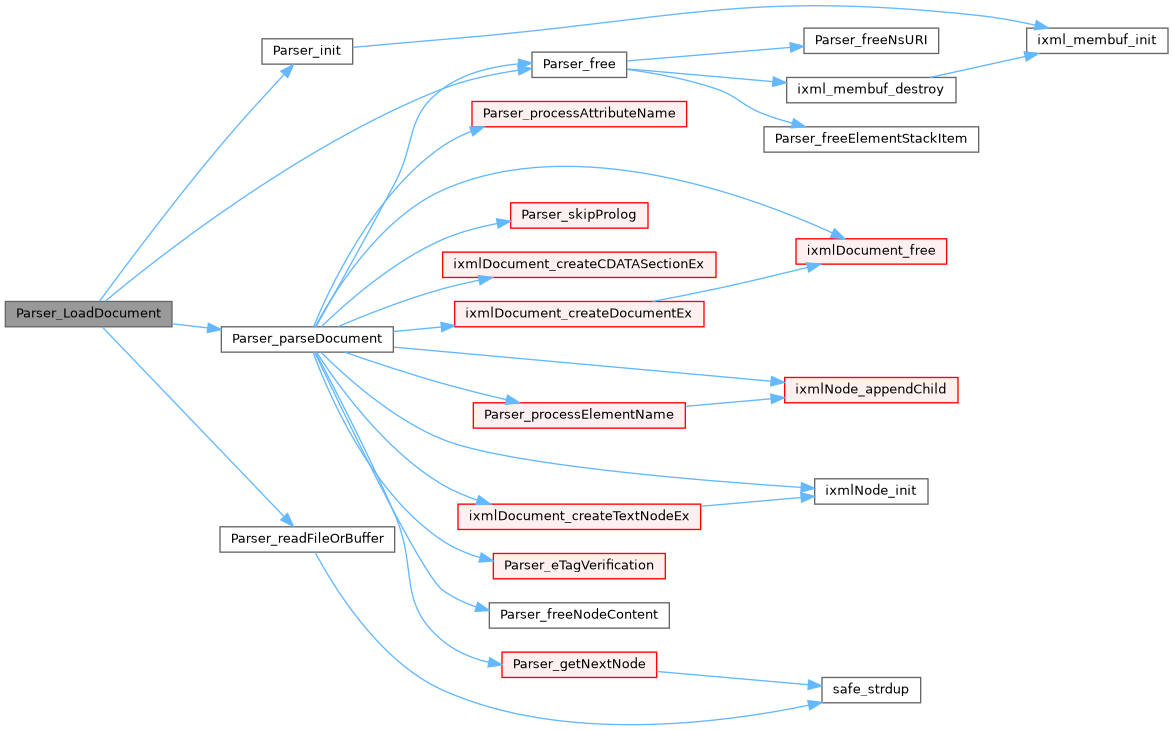 Parser_init
ixml_membuf_init
Parser_free
Parser_freeNsURI
ixml_membuf_destroy
Parser_processAttributeName
Parser_freeElementStackItem
Parser_skipProlog
ixmlDocument_free
ixmlDocument_createCDATASectionEx
Parser_LoadDocument
ixmlDocument_createDocumentEx
Parser_parseDocument
ixmlNode_appendChild
Parser_processElementName
ixmlNode_init
ixmlDocument_createTextNodeEx
Parser_readFileOrBuffer
Parser_eTagVerification
Parser_freeNodeContent
Parser_getNextNode
safe_strdup